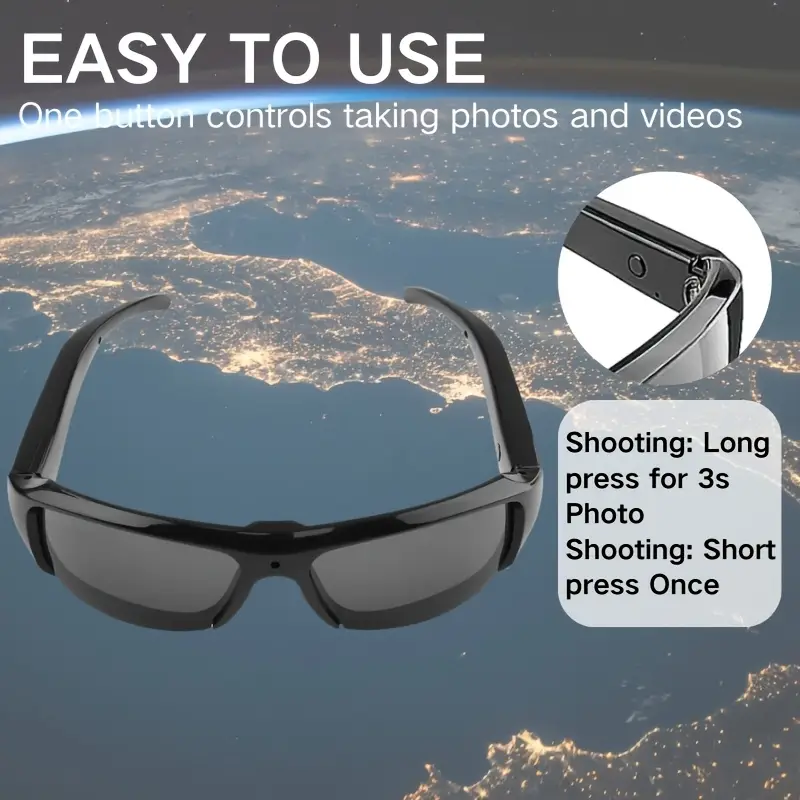 EASY TO USE
One button controls taking photos and videos
Shooting: Long
press for 3s
Photo
Shooting: Short
press Once